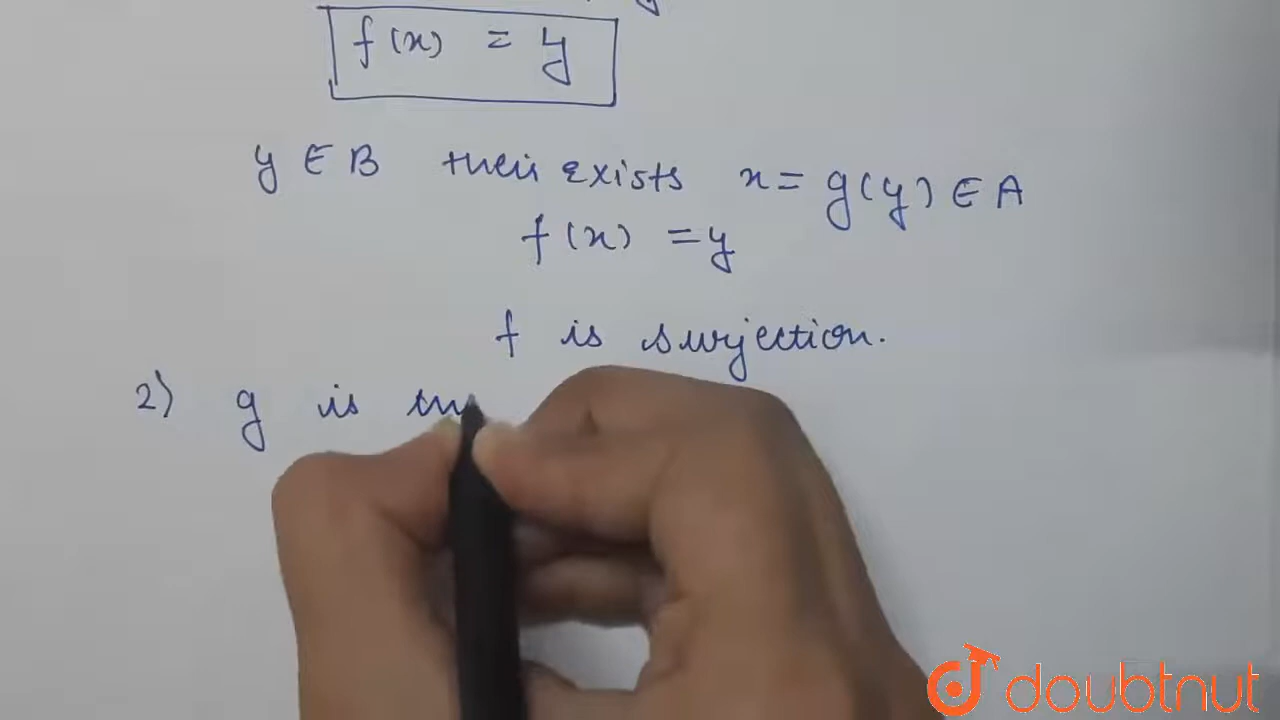 f(x) = y
y ∈ B their exists x = g(y) ∈ A
f(x) = y
f is surjection.
2) g is
doubtnut